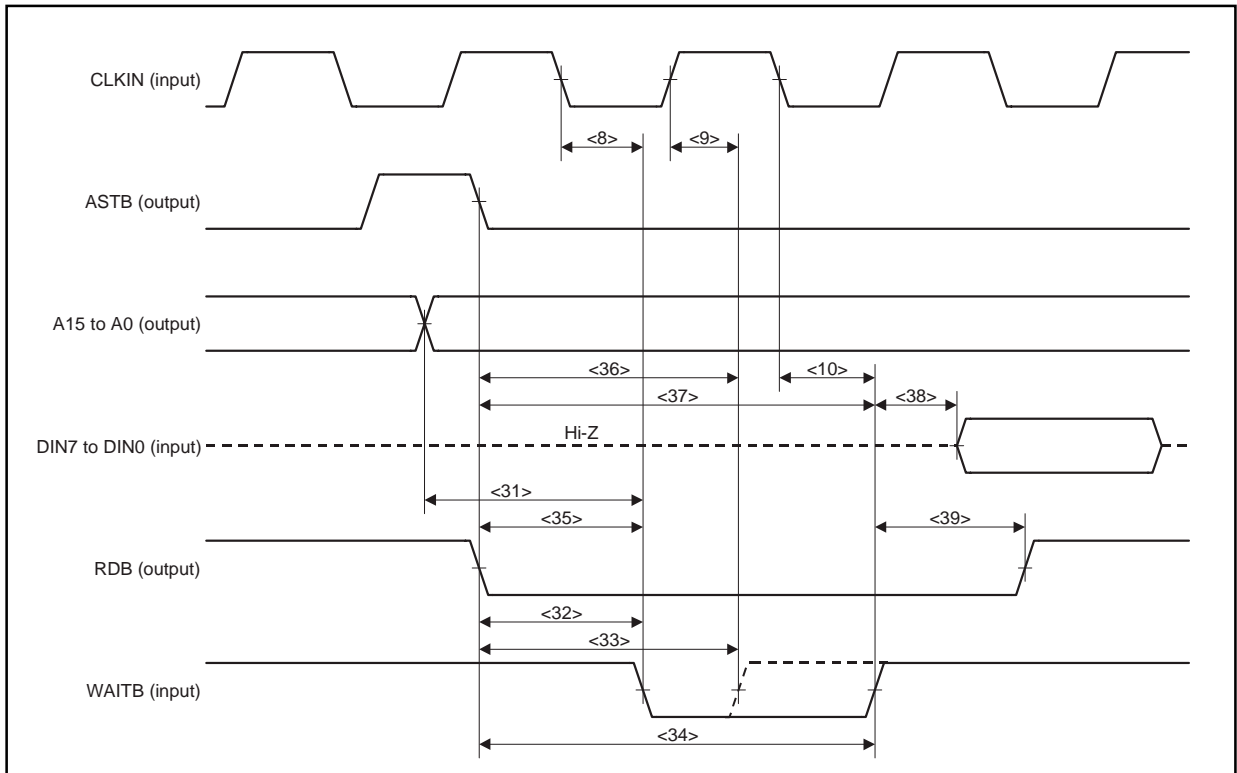 CLKIN (input)
<8>
<9>
ASTB (output)
A15 to A0 (output)
<36>
<10>
<37>
<38>
Hi-Z
DIN7 to DIN0 (input)
<31>
<35>
<39>
RDB (output)
<32>
<33>
WAITB (input)
<34>